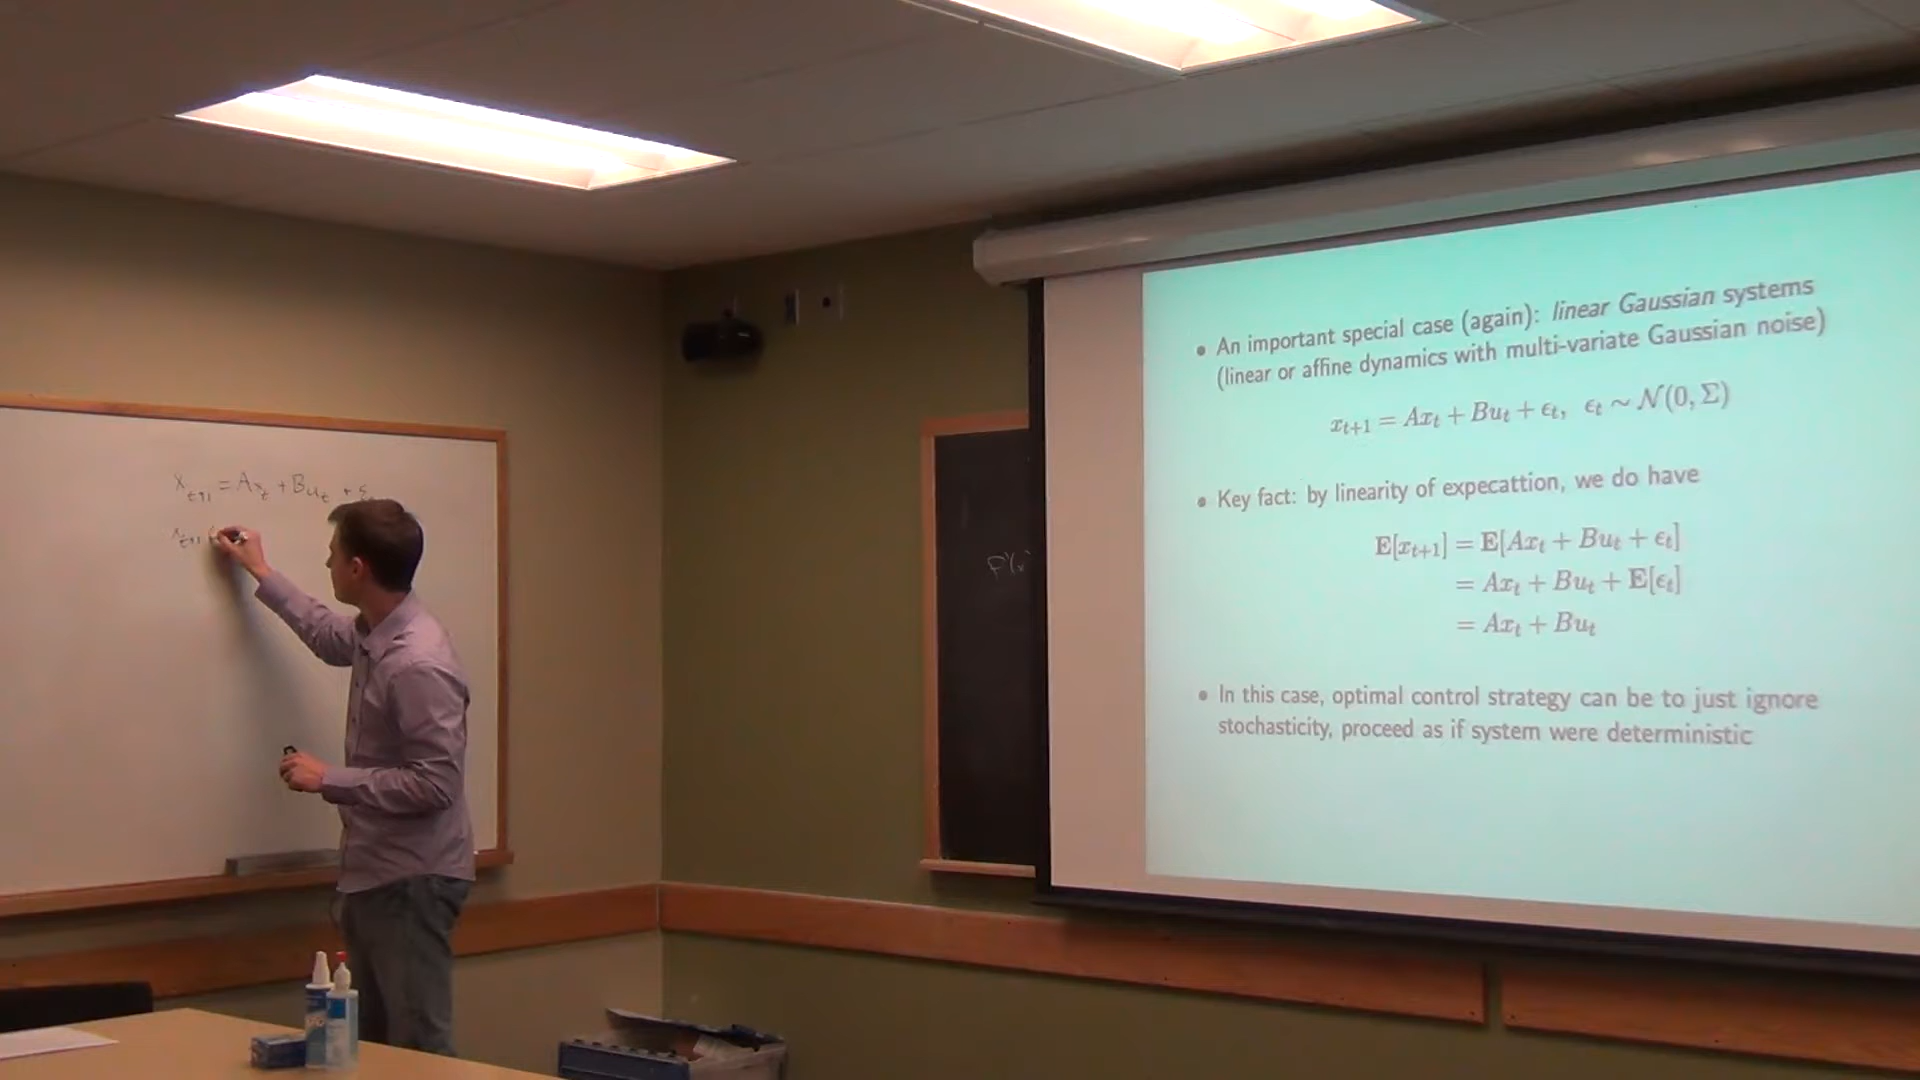 x_{t+1} = Ax_t + Bu_t + ε
x_{t+1}
F'(x
• An important special case (again): linear Gaussian systems
(linear or affine dynamics with multi-variate Gaussian noise)
x_{t+1} = Ax_t + Bu_t + ϵ_t, ϵ_t ∼ N(0, Σ)
• Key fact: by linearity of expecattion, we do have
E[x_{t+1}] = E[Ax_t + Bu_t + ϵ_t]
= Ax_t + Bu_t + E[ϵ_t]
= Ax_t + Bu_t
• In this case, optimal control strategy can be to just ignore
stochasticity, proceed as if system were deterministic